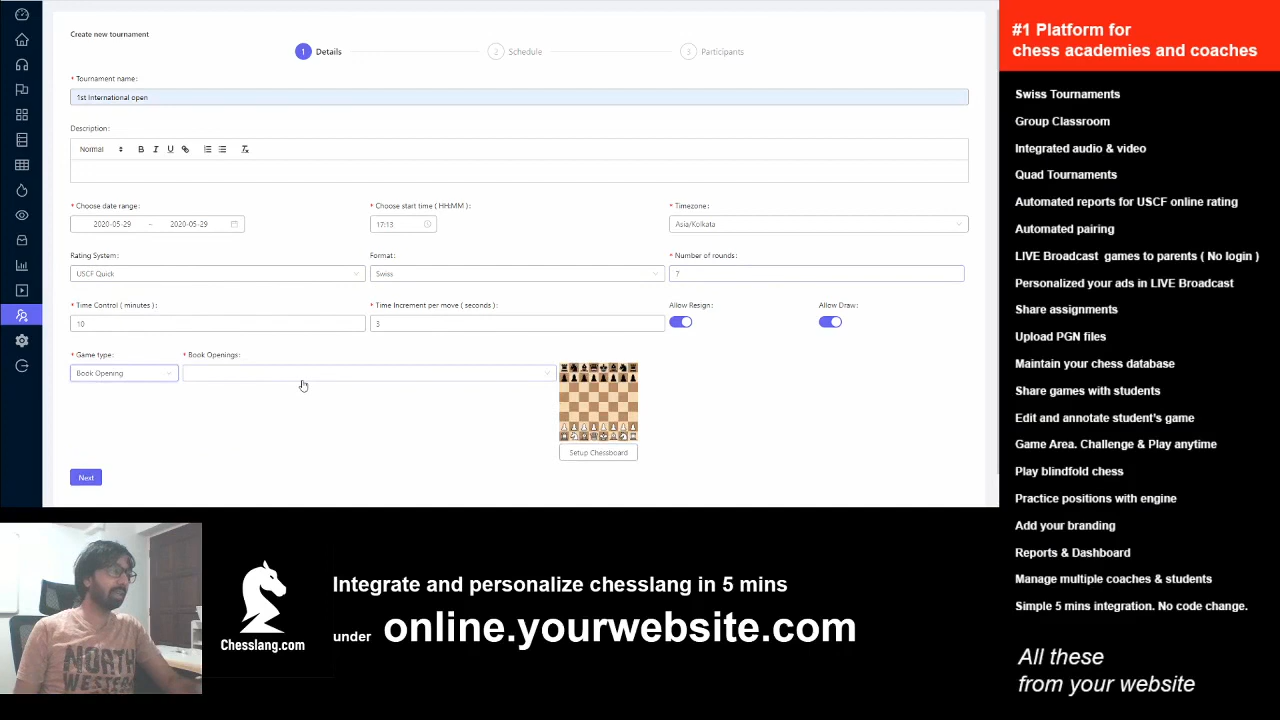 Create new tournament
1 Details
2 Schedule
3 Participants
* Tournament name:
1st International open
Description:
Normal B I U
* Choose date range:
* Choose start time ( HH:MM ):
* Timezone:
2020-05-29 ~ 2020-05-29
17:13
Asia/Kolkata
Rating System:
Format:
* Number of rounds:
USCF Quick
Swiss
7
* Time Control ( minutes ):
* Time Increment per move ( seconds ):
Allow Resign:
Allow Draw:
10
3
* Game type:
* Book Openings:
Book Opening
Setup Chessboard
Next
#1 Platform for
chess academies and coaches
Swiss Tournaments
Group Classroom
Integrated audio & video
Quad Tournaments
Automated reports for USCF online rating
Automated pairing
LIVE Broadcast games to parents ( No login )
Personalized your ads in LIVE Broadcast
Share assignments
Upload PGN files
Maintain your chess database
Share games with students
Edit and annotate student's game
Game Area. Challenge & Play anytime
Play blindfold chess
Practice positions with engine
Add your branding
Reports & Dashboard
Manage multiple coaches & students
Simple 5 mins integration. No code change.
All these
from your website
NORTH
WESTERN
Chesslang.com
Integrate and personalize chesslang in 5 mins
under online.yourwebsite.com